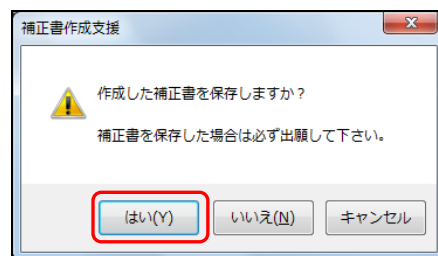 補正書作成支援
作成した補正書を保存しますか？
補正書を保存した場合は必ず出願して下さい。
はい(Y) いいえ(N) キャンセル